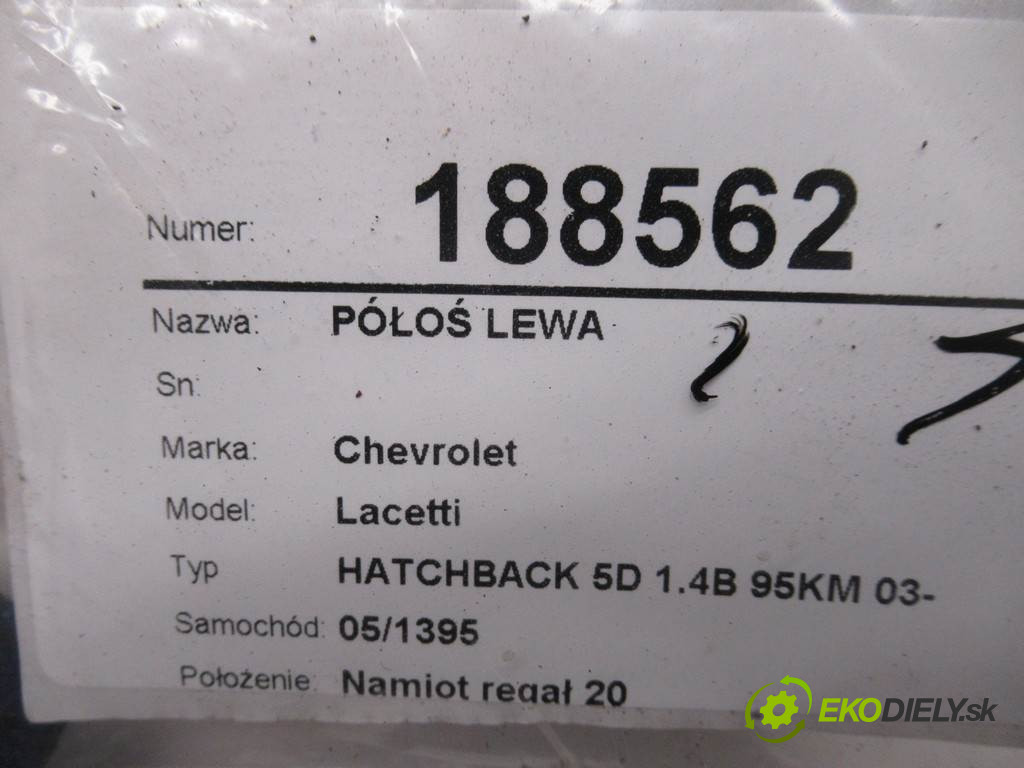 Numer: 188562
Nazwa: PÓŁOŚ LEWA
Sn:
Marka: Chevrolet
Model: Lacetti
Typ HATCHBACK 5D 1.4B 95KM 03-
Samochód: 05/1395
Położenie: Namiot regał 20
EKODIELY.sk